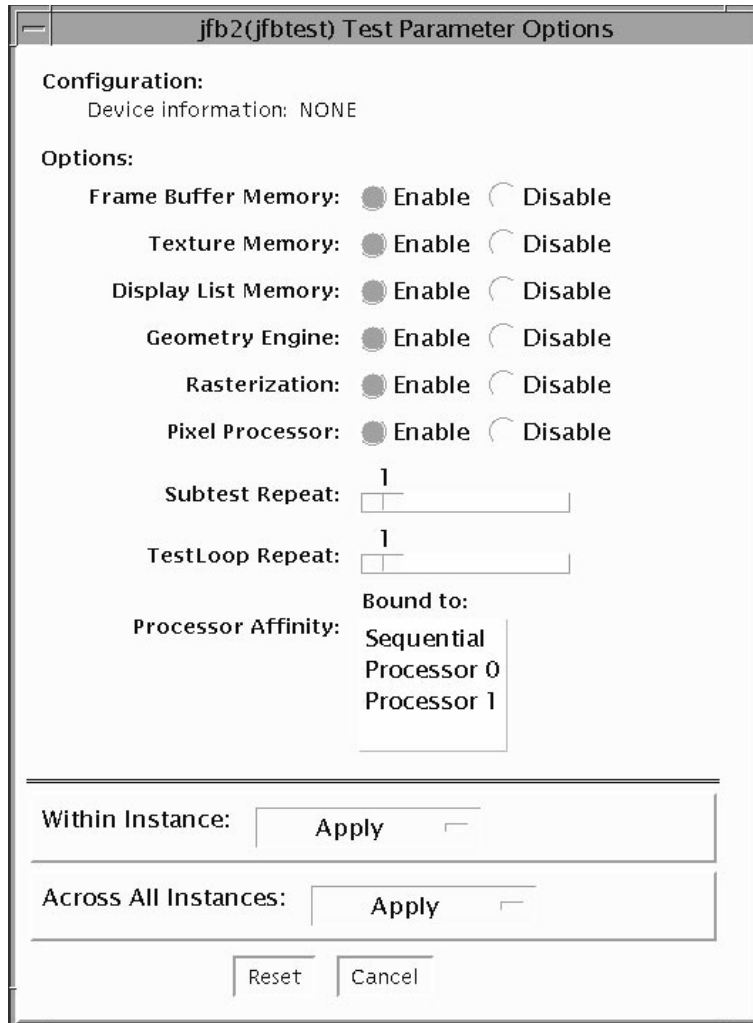 jfb2(jfbtest) Test Parameter Options
Configuration:
Device information: NONE
Options:
Frame Buffer Memory: Enable Disable
Texture Memory: Enable Disable
Display List Memory: Enable Disable
Geometry Engine: Enable Disable
Rasterization: Enable Disable
Pixel Processor: Enable Disable
1
Subtest Repeat:
1
TestLoop Repeat:
Bound to:
Processor Affinity:
Sequential
Processor 0
Processor 1
Within Instance: Apply
Across All Instances: Apply
Reset Cancel